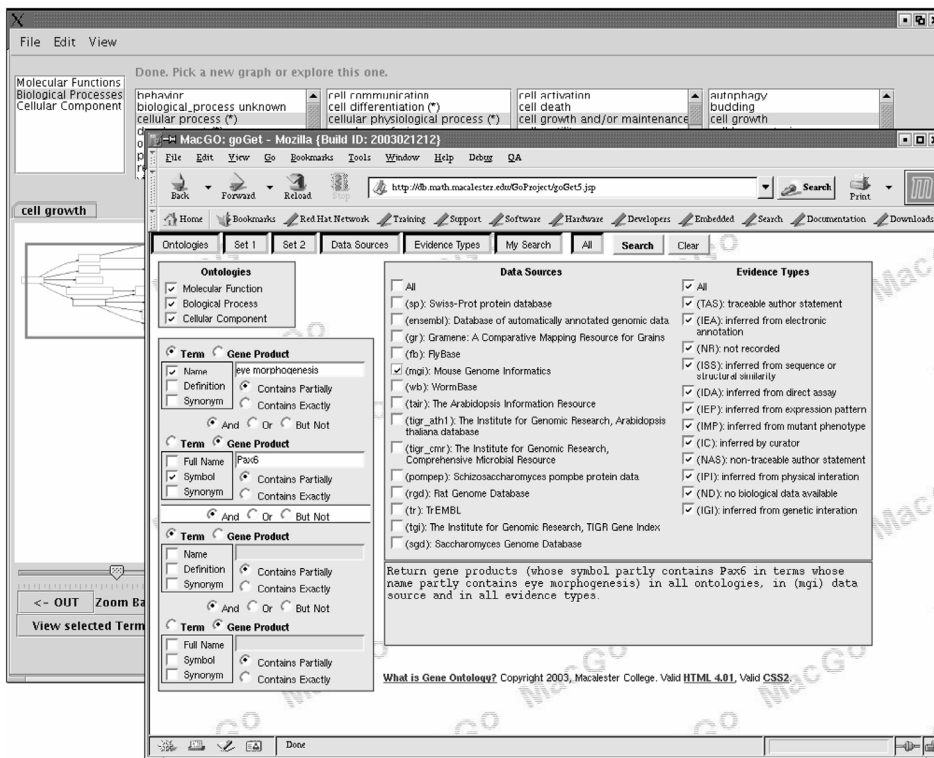 X
File Edit View
Done. Pick a new graph or explore this one.
Molecular Functions
Biological Processes
Cellular Component
behavior
biological_process unknown
cellular process (*)
cell communication
cell differentiation (*)
cellular physiological process (*)
cell activation
cell death
cell growth and/or maintenance
autophagy
budding
cell growth
cell growth
<- OUT Zoom Ba
View selected Term
MacGO: goGet - Mozilla {Build ID: 2003021212}
File Edit View Go Bookmarks Tools Window Help Debug QA
Back Forward Reload Stop http://db.math.macalester.edu/GoProject/goGet5.jsp Search Print
Home Bookmarks Red Hat Network Training Support Software Hardware Developers Embedded Search Documentation Downloads
Ontologies Set 1 Set 2 Data Sources Evidence Types My Search All Search Clear
Ontologies
Molecular Function
Biological Process
Cellular Component
Term Gene Product
Name eye morphogenesis
Definition Contains Partially
Synonym Contains Exactly
And Or But Not
Term Gene Product
Full Name Pax6
Symbol Contains Partially
Synonym Contains Exactly
And Or But Not
Term Gene Product
Name
Definition Contains Partially
Synonym Contains Exactly
And Or But Not
Term Gene Product
Full Name
Symbol Contains Partially
Synonym Contains Exactly
Data Sources
All
(sp): Swiss-Prot protein database
(ensembl): Database of automatically annotated genomic data
(gr): Gramene: A Comparative Mapping Resource for Grains
(fb): FlyBase
(mgi): Mouse Genome Informatics
(wb): WormBase
(tair): The Arabidopsis Information Resource
(tigr_ath1): The Institute for Genomic Research, Arabidopsis
thaliana database
(tigr_cmr): The Institute for Genomic Research,
Comprehensive Microbial Resource
(pompep): Schizosaccharomyces pompbe protein data
(rgd): Rat Genome Database
(tr): TrEMBL
(tgi): The Institute for Genomic Research, TIGR Gene Index
(sgd): Saccharomyces Genome Database
Evidence Types
All
(TAS): traceable author statement
(IEA): inferred from electronic
annotation
(NR): not recorded
(ISS): inferred from sequence or
structural similarity
(IDA): inferred from direct assay
(IEP): inferred from expression pattern
(IMP): inferred from mutant phenotype
(IC): inferred by curator
(NAS): non-traceable author statement
(IPI): inferred from physical interation
(ND): no biological data available
(IGI): inferred from genetic interation
Return gene products (whose symbol partly contains Pax6 in terms whose
name partly contains eye morphogenesis) in all ontologies, in (mgi) data
source and in all evidence types.
What is Gene Ontology? Copyright 2003, Macalester College. Valid HTML 4.01, Valid CSS2.
MacGo
Done